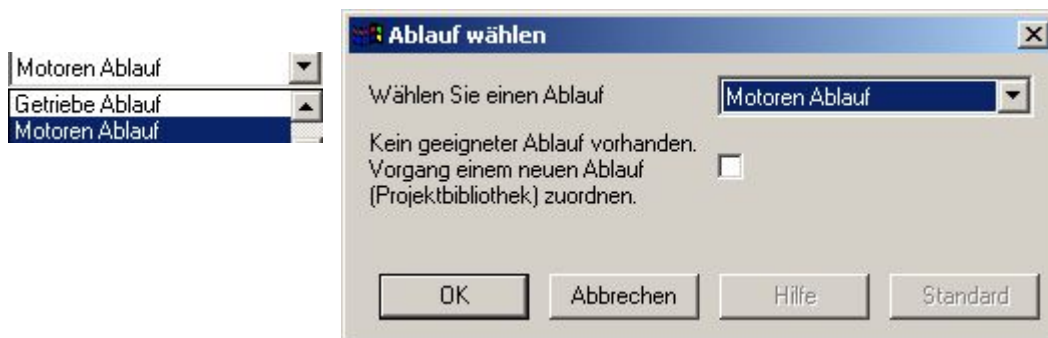 Motoren Ablauf
Getriebe Ablauf
Motoren Ablauf
Ablauf wählen
Wählen Sie einen Ablauf
Motoren Ablauf
Kein geeigneter Ablauf vorhanden.
Vorgang einem neuen Ablauf
(Projektbibliothek) zuordnen.
OK
Abbrechen
Hilfe
Standard